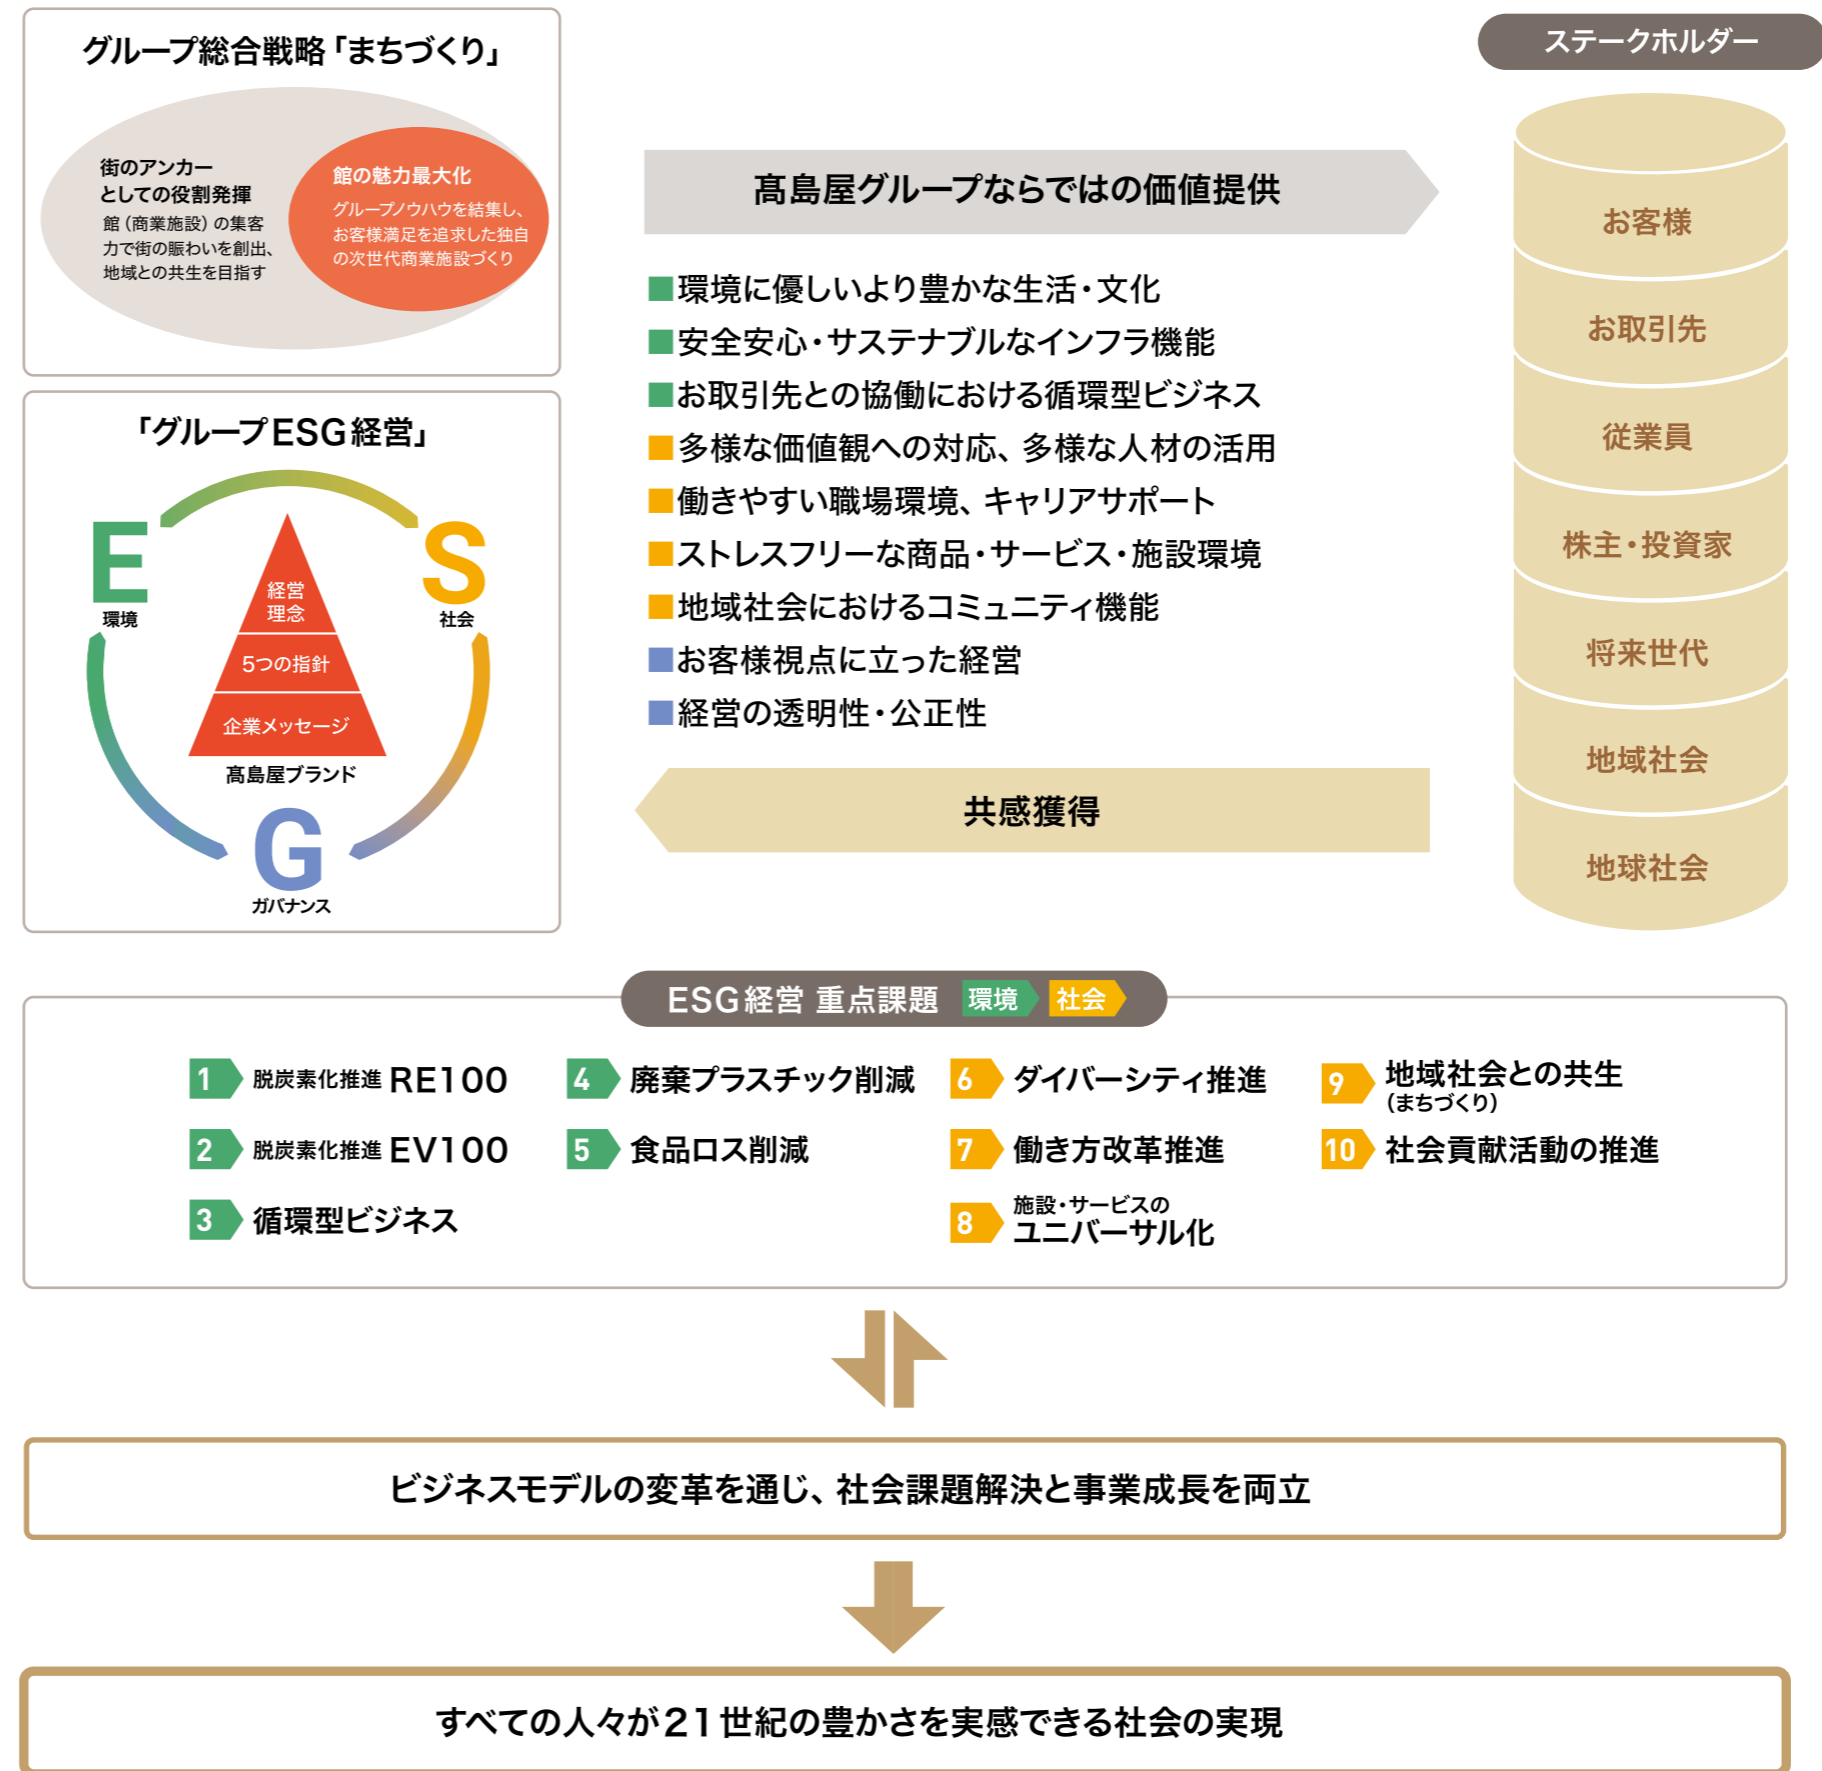 グループ総合戦略「まちづくり」
街のアンカー
としての役割発揮
館（商業施設）の集客
力で街の賑わいを創出、
地域との共生を目指す
館の魅力最大化
グループノウハウを結集し、
お客様満足を追求した独自
の次世代商業施設づくり
「グループESG経営」
E
環境
S
社会
経営
理念
5つの指針
企業メッセージ
髙島屋ブランド
G
ガバナンス
髙島屋グループならではの価値提供
■環境に優しいより豊かな生活・文化
■安全安心・サステナブルなインフラ機能
■お取引先との協働における循環型ビジネス
■多様な価値観への対応、多様な人材の活用
■働きやすい職場環境、キャリアサポート
■ストレスフリーな商品・サービス・施設環境
■地域社会におけるコミュニティ機能
■お客様視点に立った経営
■経営の透明性・公正性
共感獲得
ステークホルダー
お客様
お取引先
従業員
株主・投資家
将来世代
地域社会
地球社会
ESG経営 重点課題 環境 社会
1 脱炭素化推進 RE100
2 脱炭素化推進 EV100
3 循環型ビジネス
4 廃棄プラスチック削減
5 食品ロス削減
6 ダイバーシティ推進
7 働き方改革推進
8 施設・サービスの
ユニバーサル化
9 地域社会との共生
（まちづくり）
10 社会貢献活動の推進
ビジネスモデルの変革を通じ、社会課題解決と事業成長を両立
すべての人々が21世紀の豊かさを実感できる社会の実現